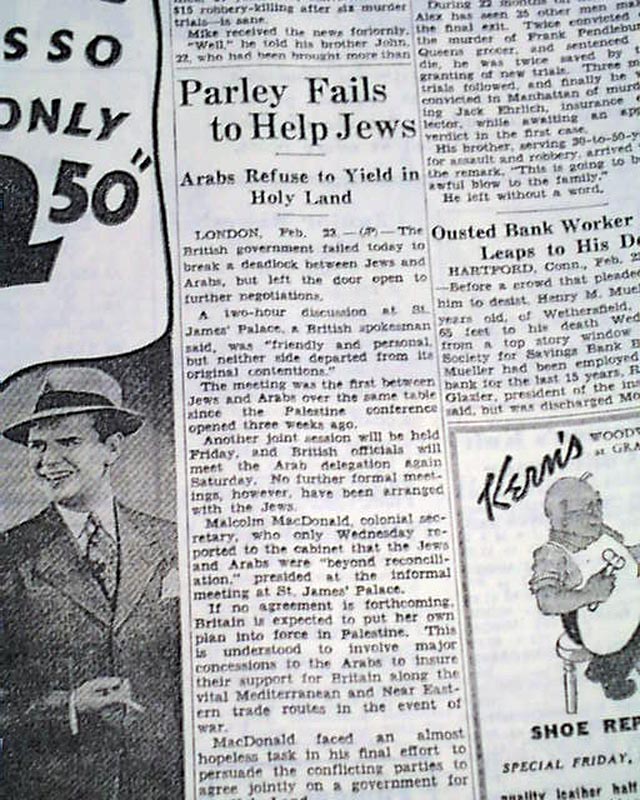 SSO
ONLY
50
$15 robbery-killing after six murder
trials—is sane.
Mike received the news
"Well," he told his brother John,
22, who had been brought more than
Parley Fails
to Help Jews
Arabs Refuse to Yield in
Holy Land
LONDON, Feb. 23.—(AP)—The
British government failed today to
break a deadlock between Jews and
Arabs, but left the door open to
further negotiations.
A two-hour discussion at St.
James' Palace, a British spokesman
said, was "friendly and personal,
but neither side departed from its
original contentions."
The meeting was the first between
Jews and Arabs over the same table
since the Palestine conference
opened three weeks ago.
Another joint session will be held
Friday, and British officials will
meet the Arab delegation again
Saturday. No further formal meet-
ings, however, have been arranged
with the Jews.
Malcolm MacDonald, colonial sec-
retary, who only Wednesday re-
ported to the cabinet that the Jews
and Arabs were "beyond reconcili-
ation," presided at the informal
meeting at St. James' Palace.
If no agreement is forthcoming,
Britain is expected to put her own
plan into force in Palestine. This
is understood to involve major
concessions to the Arabs to insure
their support for Britain along the
vital Mediterranean and Near East-
ern trade routes in the event of
war.
MacDonald faced an almost
hopeless task in his final effort to
persuade the conflicting parties to
agree jointly on a government for
During 22 months
Alex has seen 25 other men
the final exit. Twice convicted
the murder of Frank
Queens grocer, and sentenced
die, he was twice saved by
granting of new trials. Three
trials followed, and finally he
convicted in Manhattan of
ing Jack Ehrlich, insurance
lector, while awaiting an
verdict in the first case.
His brother, serving 30-to-50-y
for assault and robbery, arrived
the remark, "This is going to b
awful blow to the family."
He left without a word.
Ousted Bank Worker
Leaps to His De
HARTFORD, Conn., Feb. 2
—Before a crowd that pleade
him to desist, Henry M. Muel
years old, of Wethersfield,
65 feet to his death Wed
from a top story window
Society for Savings Bank B
Mueller had been employed
bank for the last 15 years, R
Glazier, president of the in
said, but was discharged Mo
Kern's
WOODW
at GRA
SHOE REP
SPECIAL FRIDAY,
quality leather hal